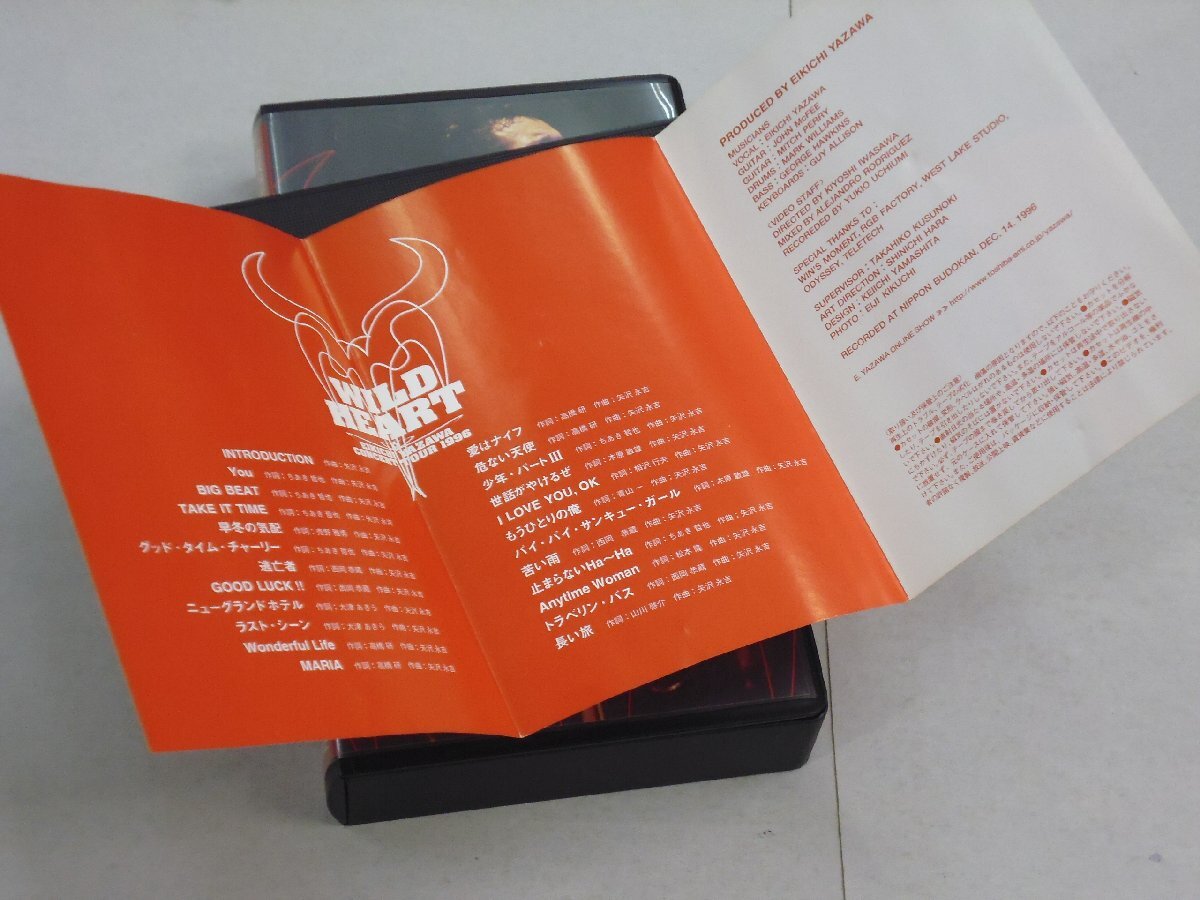 WILD
HEART
EIKICHI YAZAWA
CONCERT TOUR 1996
INTRODUCTION 作曲:矢沢 永吉
You 作詞:ちあき 哲也 作曲:矢沢 永吉
BIG BEAT 作詞:ちあき 哲也 作曲:矢沢 永吉
TAKE IT TIME 作詞:ちあき 哲也 作曲:矢沢 永吉
早冬の気配 作詞:売野 雅勇 作曲:矢沢 永吉
グッド・タイム・チャーリー 作詞:ちあき 哲也 作曲:矢沢 永吉
逃亡者 作詞:西岡 恭蔵 作曲:矢沢 永吉
GOOD LUCK!! 作詞:西岡 恭蔵 作曲:矢沢 永吉
ニューグランドホテル 作詞:大津 あきら 作曲:矢沢 永吉
ラスト・シーン 作詞:大津 あきら 作曲:矢沢 永吉
Wonderful Life 作詞:高橋 研 作曲:矢沢 永吉
MARIA 作詞:高橋 研 作曲:矢沢 永吉
愛はナイフ 作詞:高橋 研 作曲:矢沢 永吉
危ない天使 作詞:高橋 研 作曲:矢沢 永吉
少年・パートIII 作詞:ちあき 哲也 作曲:矢沢 永吉
世話がやけるぜ 作詞:木原 敏雄 作曲:矢沢 永吉
I LOVE YOU, OK 作詞:相沢 行夫 作曲:矢沢 永吉
もうひとりの俺 作詞:青山 一 作曲:矢沢 永吉
バイ・バイ・サンキュー・ガール 作詞:木原 敏雄 作曲:矢沢 永吉
苦い雨 作詞:西岡 恭蔵 作曲:矢沢 永吉
止まらないHa〜Ha 作詞:ちあき 哲也 作曲:矢沢 永吉
Anytime Woman 作詞:松本 隆 作曲:矢沢 永吉
トラベリン・バス 作詞:西岡 恭蔵 作曲:矢沢 永吉
長い旅 作詞:山川 啓介 作曲:矢沢 永吉
PRODUCED BY EIKICHI YAZAWA
MUSICIANS
VOCAL : EIKICHI YAZAWA
GUITAR : JOHN McFEE
GUITAR : MITCH PERRY
DRUMS : MARK WILLIAMS
BASS : GEORGE HAWKINS
KEYBOARDS : GUY ALLISON
〈VIDEO STAFF〉
DIRECTED BY KIYOSHI IWASAWA
MIXED BY ALEJANDRO RODRIGUEZ
RECOREDED BY YUKIO UCHIUMI
SPECIAL THANKS TO :
WIN'S MOMENT, RGB FACTORY, WEST LAKE STUDIO,
ODYSSEY, TELETECH
SUPERVISOR : TAKAHIKO KUSUNOKI
ART DIRECTION : SHINICHI HARA
DESIGN : KEIICHI YAMASHITA
PHOTO : EIJI KIKUCHI
RECORDED AT NIPPON BUDOKAN, DEC. 14. 1996
E. YAZAWA ONLINE SHOW >> http://www.toshiba-emi.co.jp/yazawa/